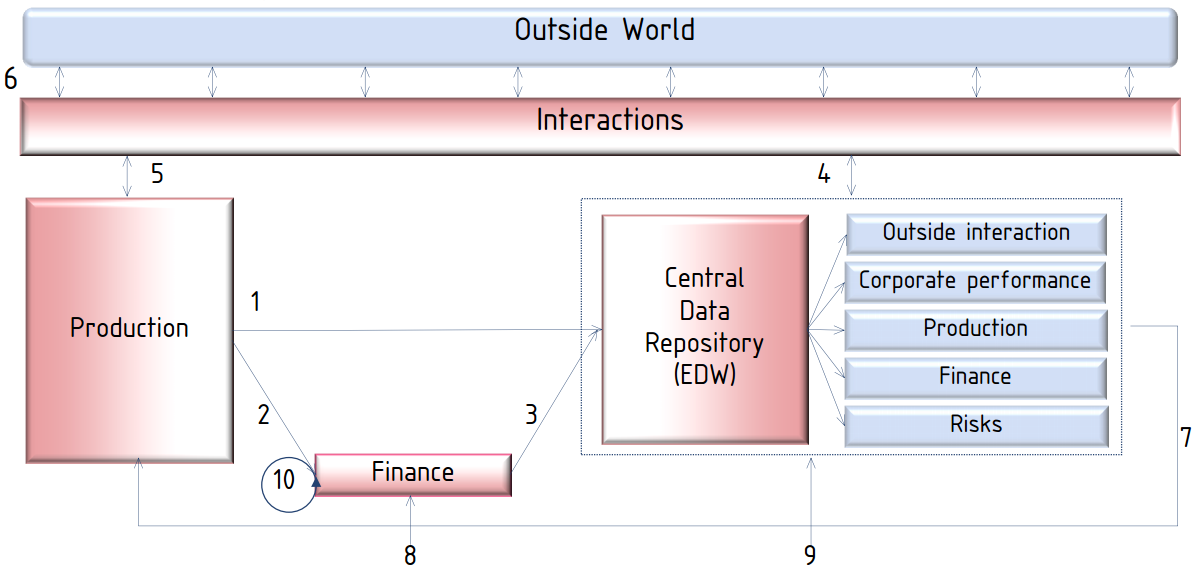 Outside World
6
Interactions
5
4
Production
1
2
3
Central
Data
Repository
(EDW)
Outside interaction
Corporate performance
Production
Finance
Risks
7
10
Finance
8
9